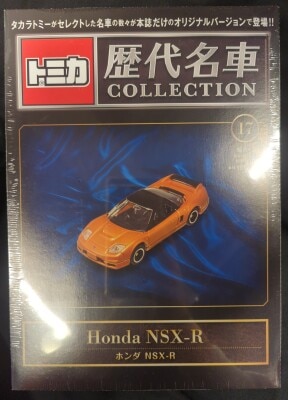 タカラトミーがセレクトした名車の数々が本誌だけのオリジナルバージョンで登場!!
トミカ
歴代名車
COLLECTION
17
Honda NSX-R
ホンダ NSX-R